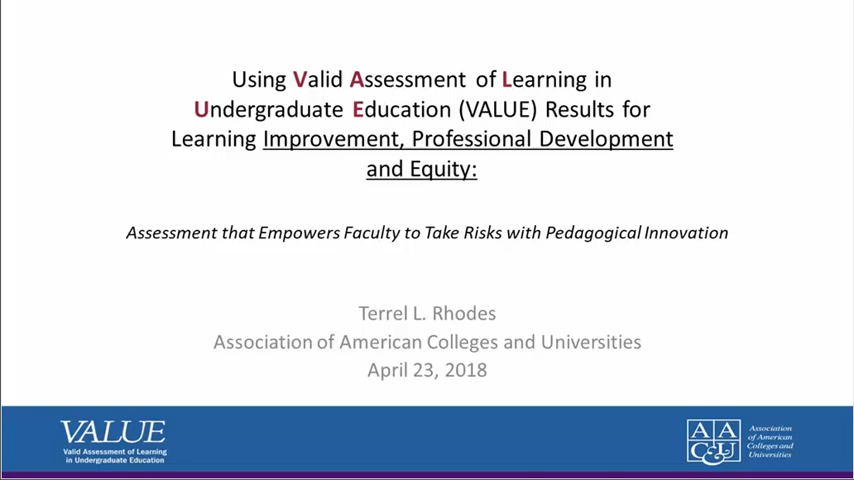 Using Valid Assessment of Learning in
Undergraduate Education (VALUE) Results for
Learning Improvement, Professional Development
and Equity:
Assessment that Empowers Faculty to Take Risks with Pedagogical Innovation
Terrel L. Rhodes
Association of American Colleges and Universities
April 23, 2018
VALUE
Valid Assessment of Learning
in Undergraduate Education
AAC&U
Association
of American
Colleges and
Universities